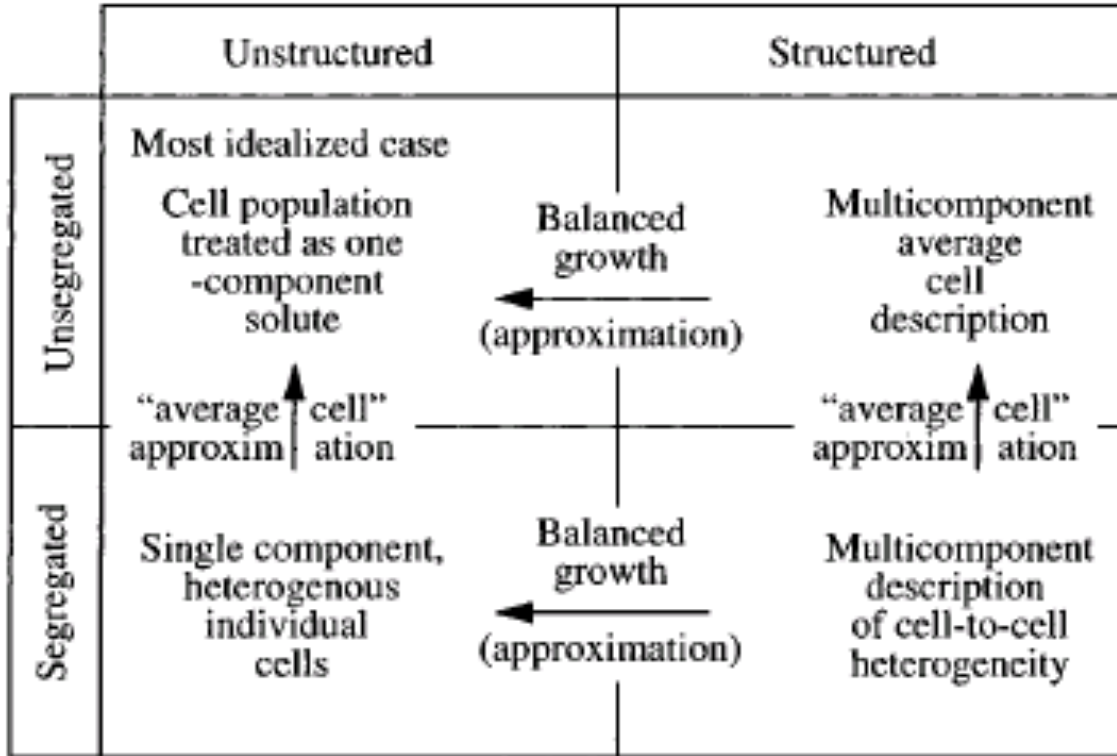 Unstructured
Structured
Unsegregated
Most idealized case
Cell population
treated as one
-component
solute
Balanced
growth
(approximation)
Multicomponent
average
cell
description
“average cell”
approxim ation
“average cell”
approxim ation
Segregated
Single component,
heterogenous
individual
cells
Balanced
growth
(approximation)
Multicomponent
description
of cell-to-cell
heterogeneity